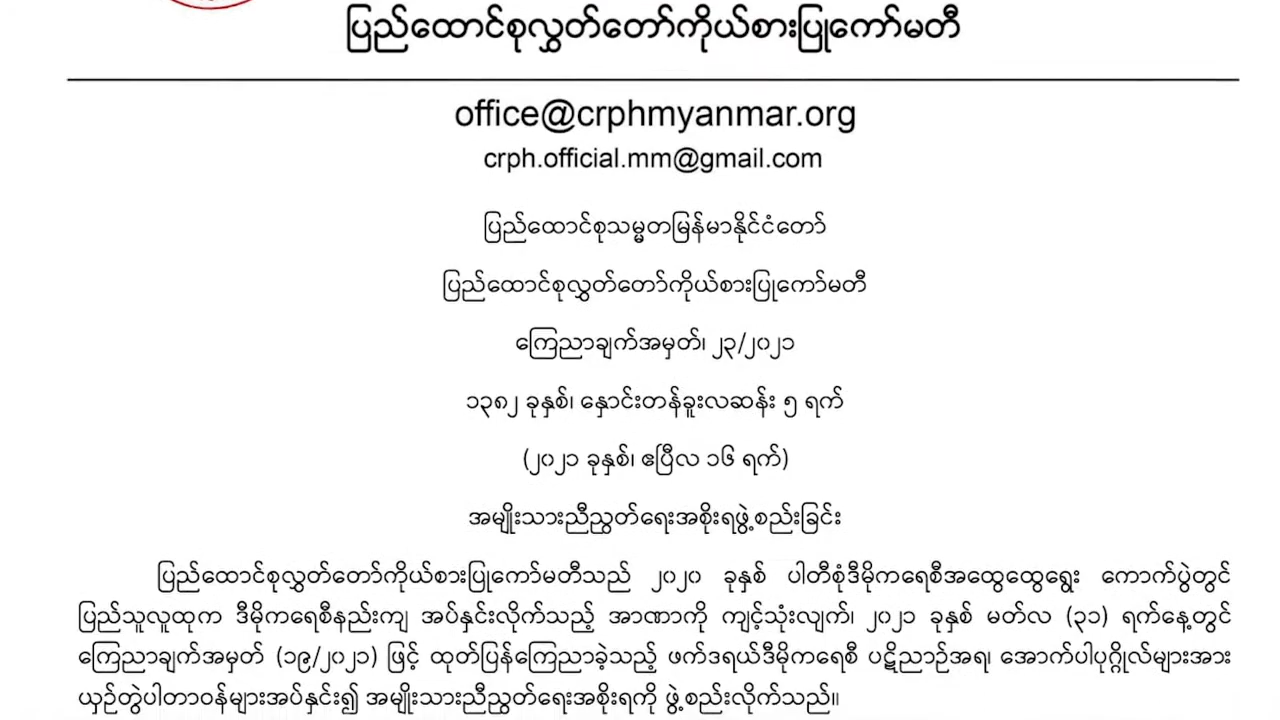 ပြည်ထောင်စုလွှတ်တော်ကိုယ်စားပြုကော်မတီ
office@crphmyanmar.org
crph.official.mm@gmail.com
ပြည်ထောင်စုသမ္မတမြန်မာနိုင်ငံတော်
ပြည်ထောင်စုလွှတ်တော်ကိုယ်စားပြုကော်မတီ
ကြေညာချက်အမှတ်၊ ၂၃/၂၀၂၁
၁၃၈၂ ခုနှစ်၊ နှောင်းတန်ခူးလဆန်း ၅ ရက်
(၂၀၂၁ ခုနှစ်၊ ဧပြီလ ၁၆ ရက်)
အမျိုးသားညီညွတ်ရေးအစိုးရဖွဲ့စည်းခြင်း
ပြည်ထောင်စုလွှတ်တော်ကိုယ်စားပြုကော်မတီသည် ၂၀၂၀ ခုနှစ် ပါတီစုံဒီမိုကရေစီအထွေထွေရွေး ကောက်ပွဲတွင်
ပြည်သူလူထုက ဒီမိုကရေစီနည်းကျ အပ်နှင်းလိုက်သည့် အာဏာကို ကျင့်သုံးလျက်၊ ၂၀၂၁ ခုနှစ် မတ်လ (၃၁) ရက်နေ့တွင်
ကြေညာချက်အမှတ် (၁၉/၂၀၂၁) ဖြင့် ထုတ်ပြန်ကြေညာခဲ့သည့် ဖက်ဒရယ်ဒီမိုကရေစီ ပဋိညာဉ်အရ၊ အောက်ပါပုဂ္ဂိုလ်များအား
ယှဉ်တွဲပါတာဝန်များအပ်နှင်း၍ အမျိုးသားညီညွတ်ရေးအစိုးရကို ဖွဲ့စည်းလိုက်သည်။